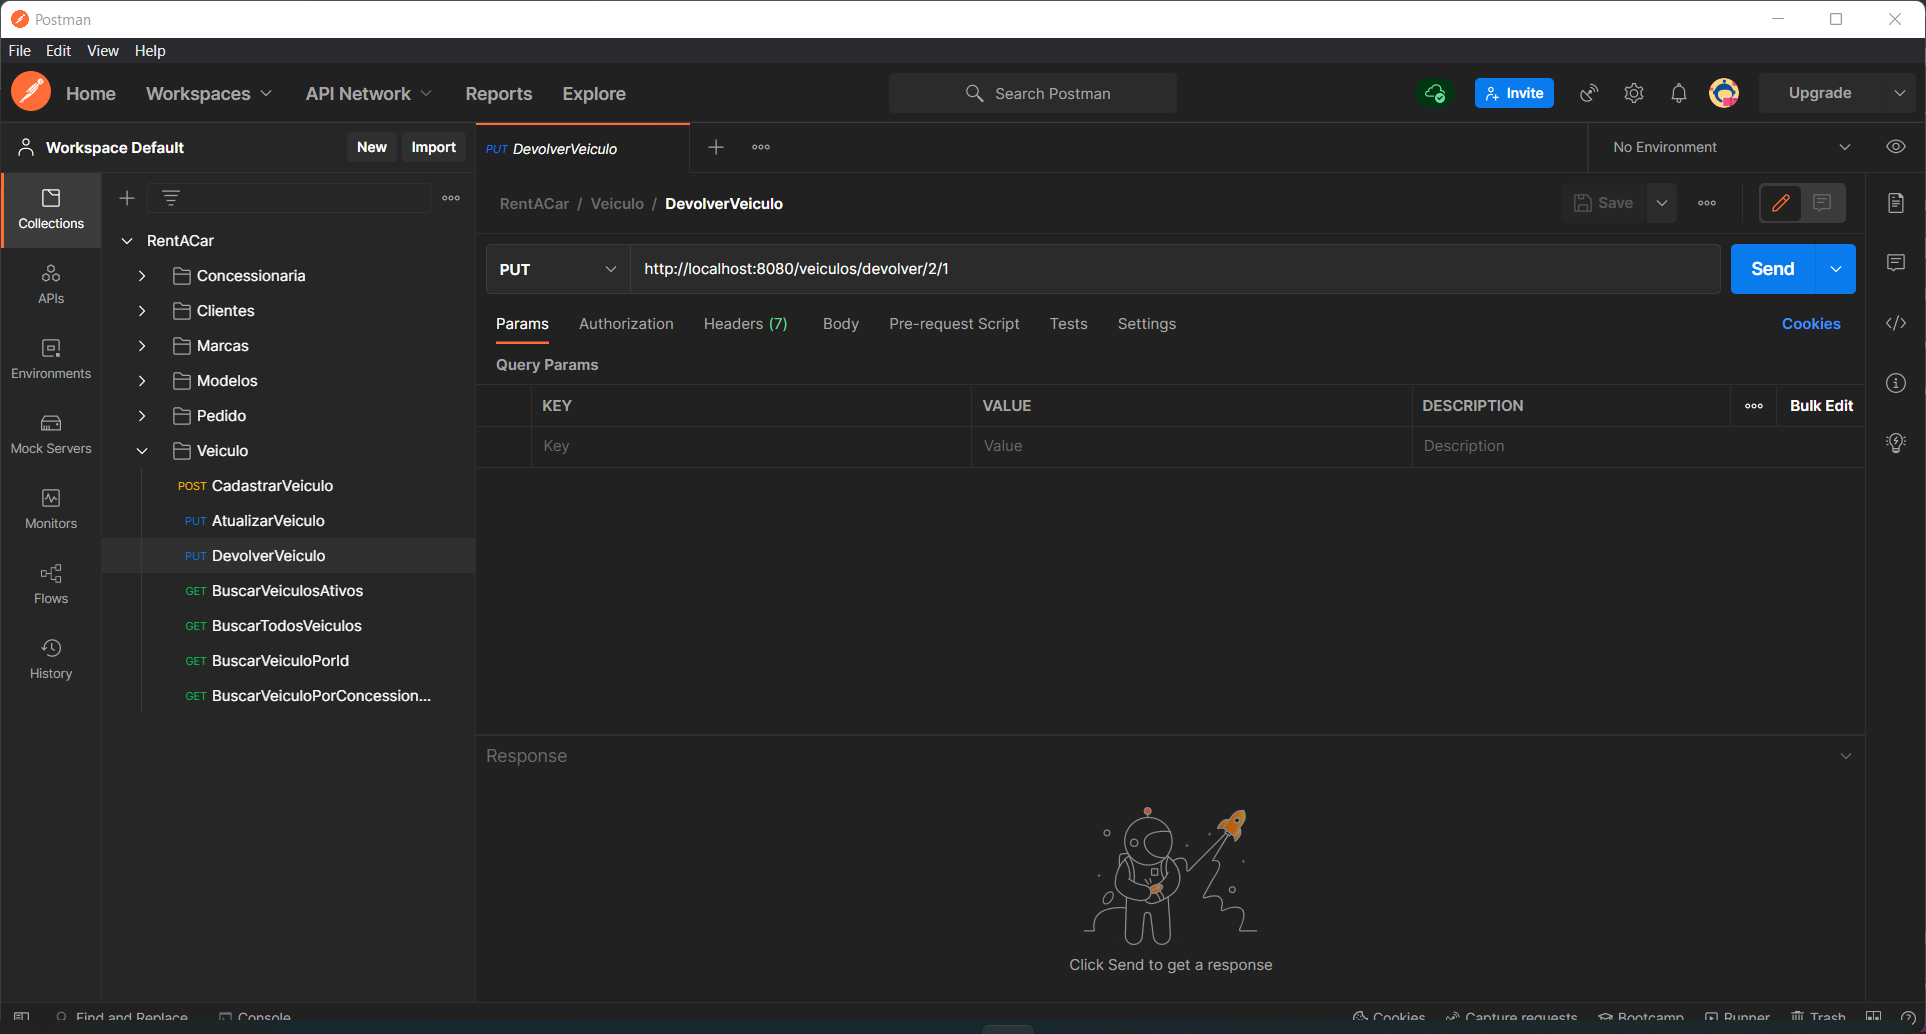 Postman
File Edit View Help
Home Workspaces API Network Reports Explore Search Postman Invite Upgrade
Workspace Default New Import
PUT DevolverVeiculo
No Environment
Collections
APIs
Environments
Mock Servers
Monitors
Flows
History
RentACar
Concessionaria
Clientes
Marcas
Modelos
Pedido
Veiculo
POST CadastrarVeiculo
PUT AtualizarVeiculo
PUT DevolverVeiculo
GET BuscarVeiculosAtivos
GET BuscarTodosVeiculos
GET BuscarVeiculoPorId
GET BuscarVeiculoPorConcession...
RentACar / Veiculo / DevolverVeiculo
Save
PUT http://localhost:8080/veiculos/devolver/2/1 Send
Params Authorization Headers (7) Body Pre-request Script Tests Settings Cookies
Query Params
KEY VALUE DESCRIPTION Bulk Edit
Key Value Description
Response
Click Send to get a response
Find and Replace Console Cookies Capture requests Bootcamp Runner Trash